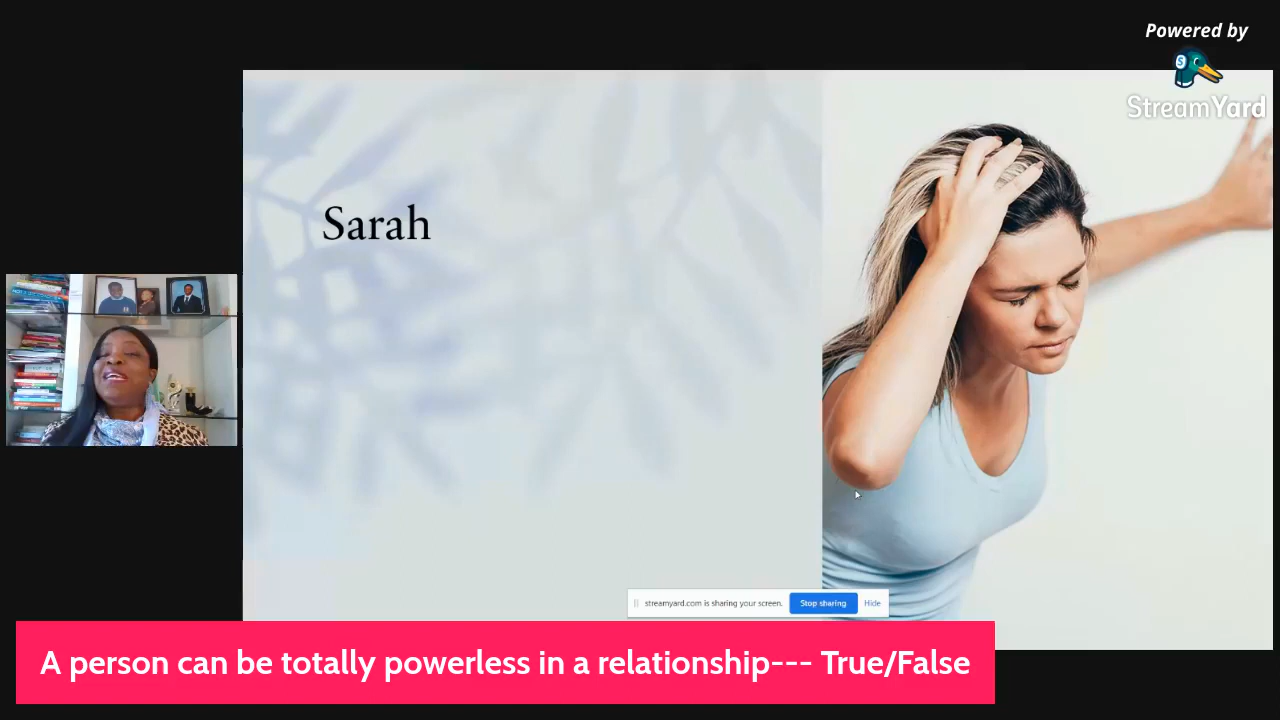 Powered by
StreamYard
Sarah
streamyard.com is sharing your screen. Stop sharing Hide
A person can be totally powerless in a relationship--- True/False